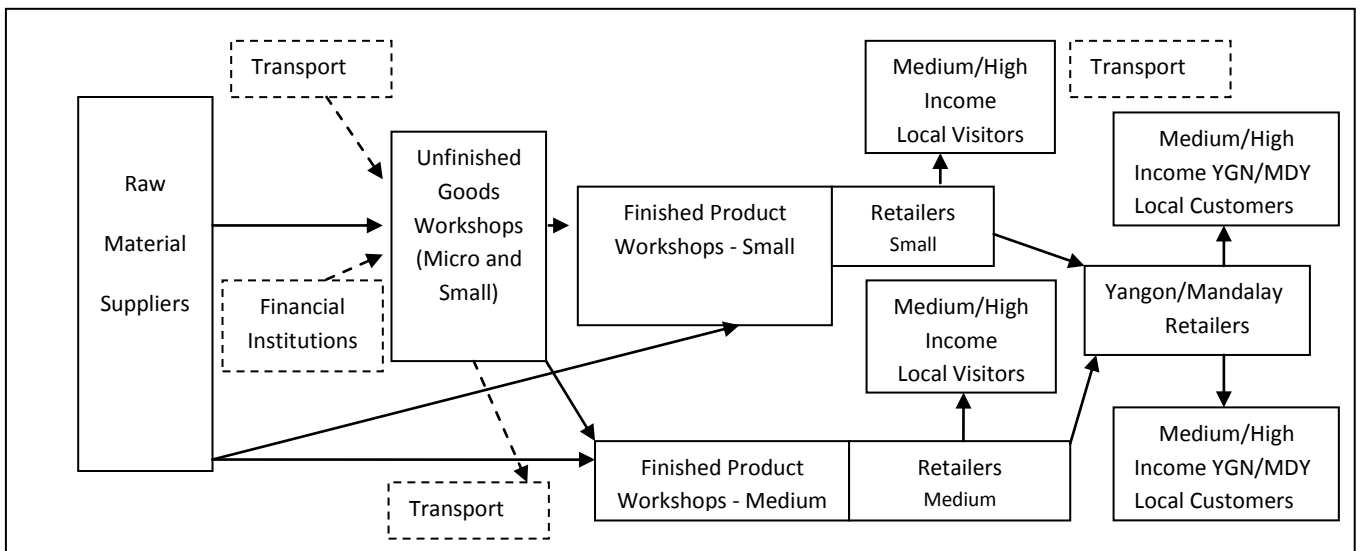 Transport
Raw
Material
Suppliers
Financial
Institutions
Unfinished
Goods
Workshops
(Micro and
Small)
Transport
Finished Product
Workshops - Small
Retailers
Small
Medium/High
Income
Local Visitors
Finished Product
Workshops - Medium
Retailers
Medium
Medium/High
Income
Local Visitors
Transport
Medium/High
Income YGN/MDY
Local Customers
Yangon/Mandalay
Retailers
Medium/High
Income YGN/MDY
Local Customers